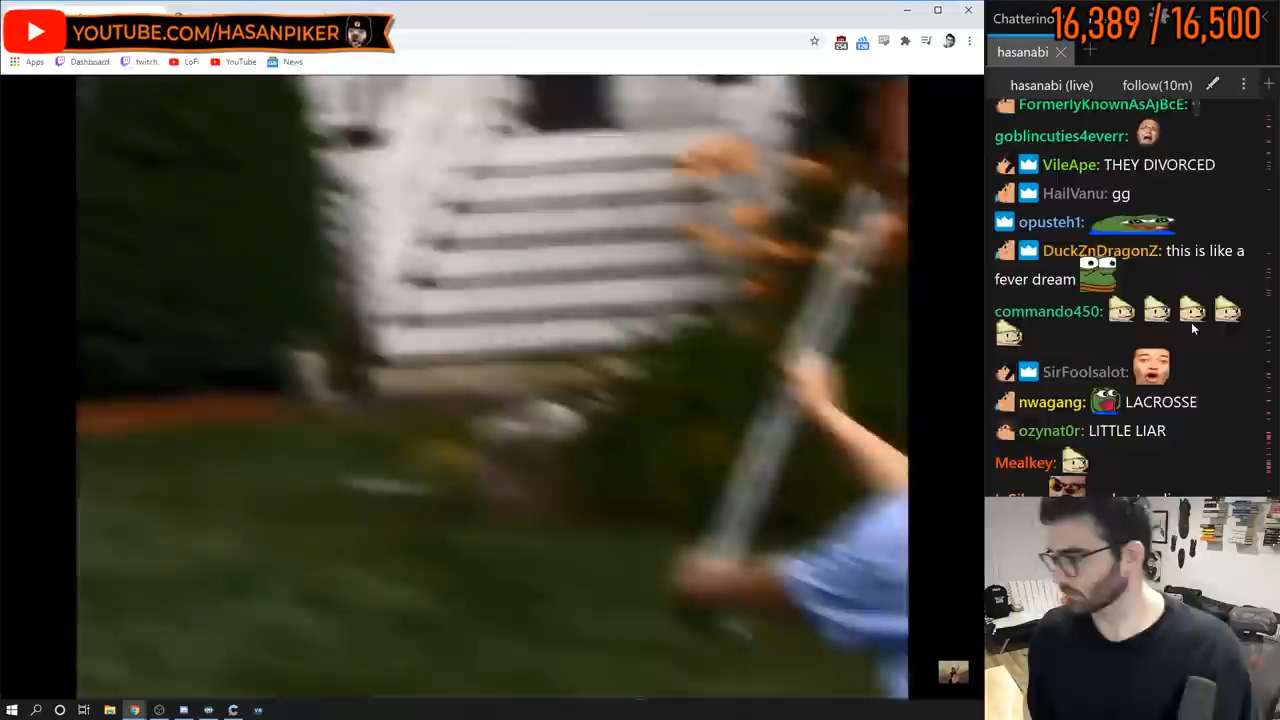 YOUTUBE.COM/HASANPIKER
Apps
Dashboard
twitch
LoFi
YouTube
News
254
120
Chatterino
16,389 / 16,500
hasanabi
hasanabi (live)
follow(10m)
FormerlyKnownAsAjBcE:
goblincuties4everr:
VileApe: THEY DIVORCED
HailVanu: gg
opusteh1:
DuckZnDragonZ: this is like a
fever dream
commando450:
SirFoolsalot:
nwagang: LACROSSE
ozynat0r: LITTLE LIAR
Mealkey: